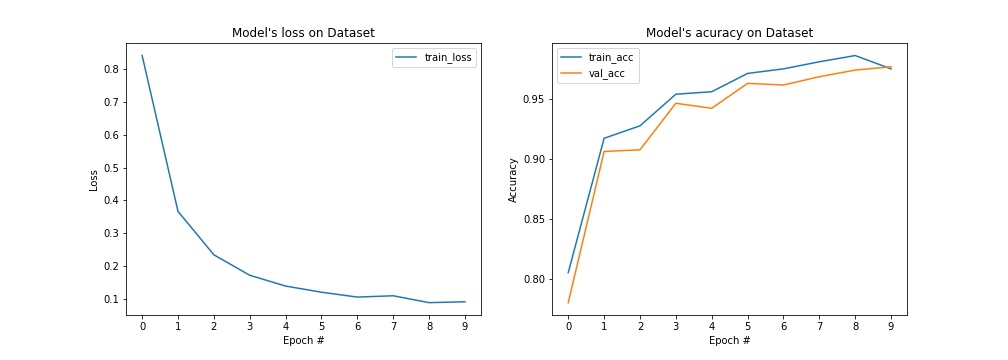 Model's loss on Dataset
train_loss
Loss
0.8
0.7
0.6
0.5
0.4
0.3
0.2
0.1
0 1 2 3 4 5 6 7 8 9
Epoch #
Model's acuracy on Dataset
train_acc
val_acc
Accuracy
0.95
0.90
0.85
0.80
0 1 2 3 4 5 6 7 8 9
Epoch #